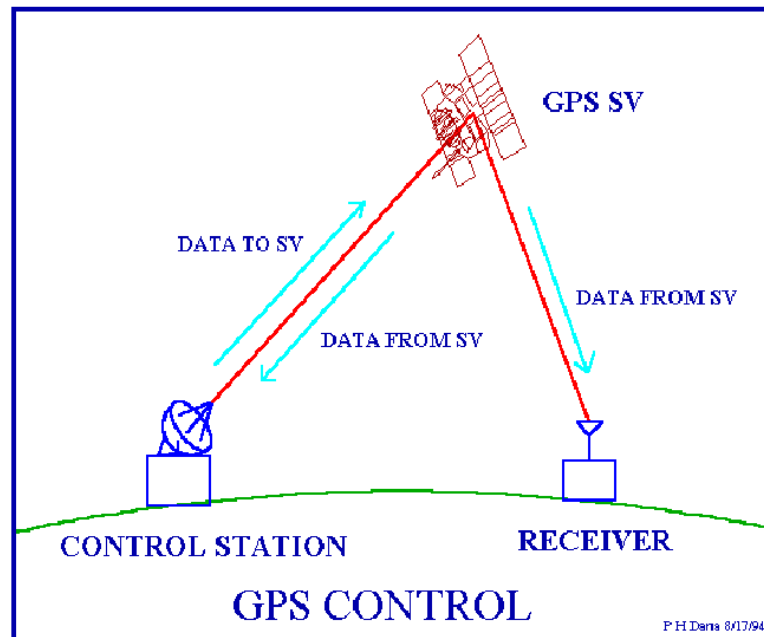 GPS SV
DATA TO SV
DATA FROM SV
DATA FROM SV
CONTROL STATION
RECEIVER
GPS CONTROL
P H Dana 8/17/94